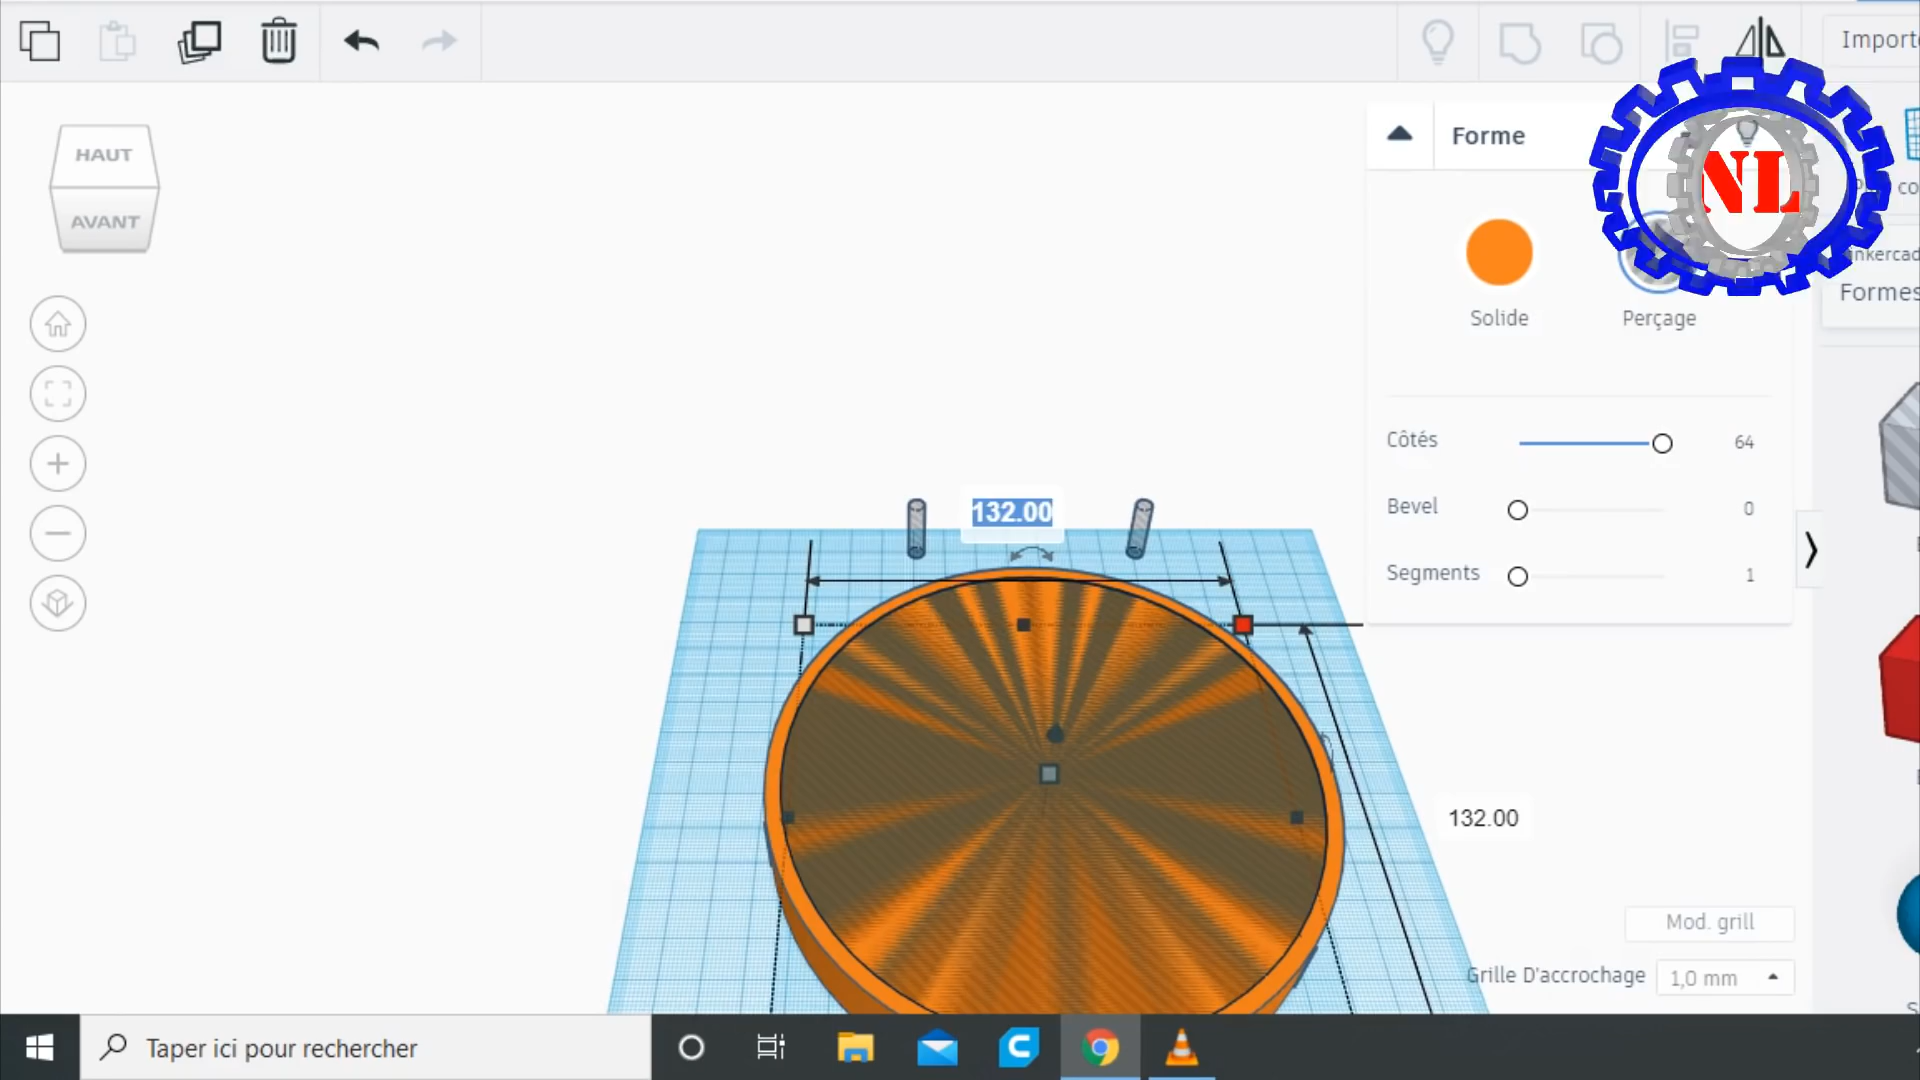 Import
HAUT
AVANT
Forme
NL
co
Solide
Perçage
nkercad
Formes
Côtés
64
Bevel
0
Segments
1
132.00
132.00
Mod. grill
Grille D'accrochage
1,0 mm
Taper ici pour rechercher